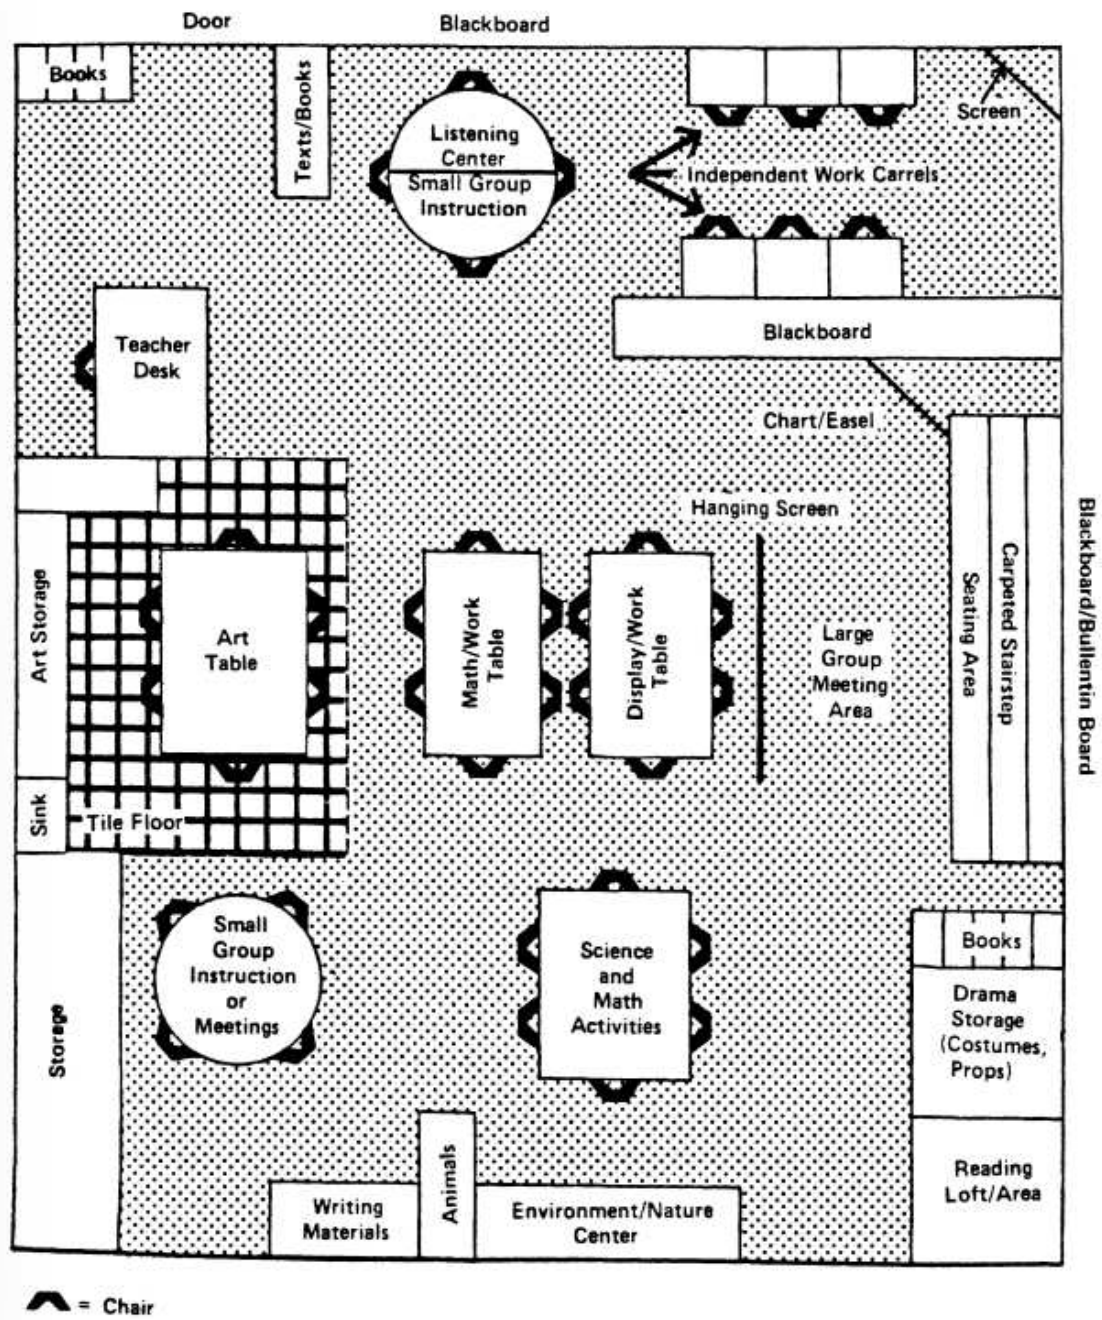 Door
Blackboard
Books
Texts/Books
Listening
Center
Small Group
Instruction
Screen
Independent Work Carrels
Blackboard
Teacher
Desk
Chart/Easel
Hanging Screen
Art Storage
Art
Table
Math/Work
Table
Display/Work
Table
Large
Group
Meeting
Area
Seating Area
Carpeted Stairstep
Blackboard/Bullentin Board
Sink
Tile Floor
Storage
Small
Group
Instruction
or
Meetings
Science
and
Math
Activities
Books
Drama
Storage
(Costumes,
Props)
Reading
Loft/Area
Writing
Materials
Animals
Environment/Nature
Center
= Chair